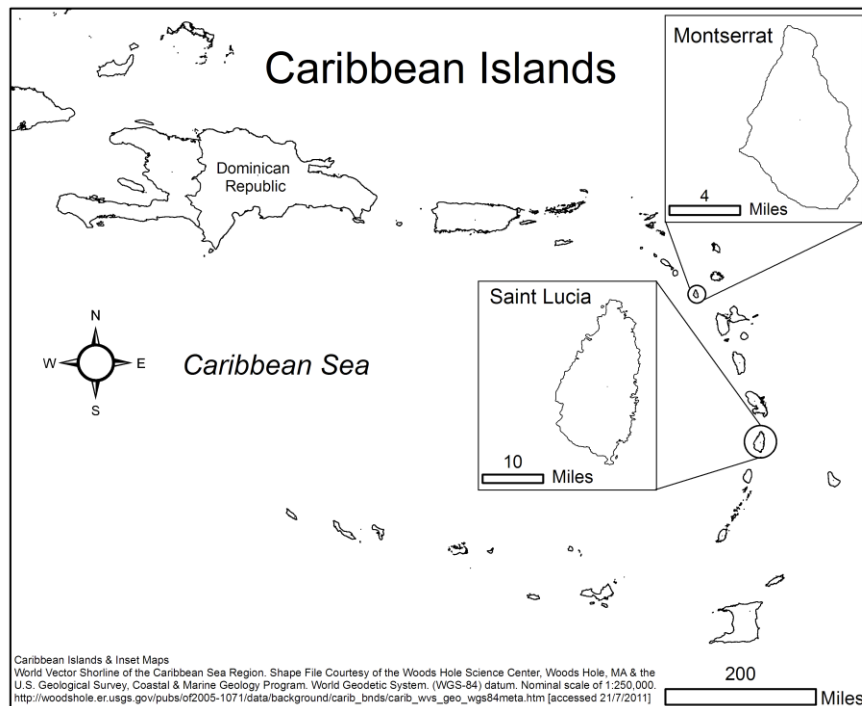 Caribbean Islands
Montserrat
4
Miles
Dominican
Republic
Saint Lucia
10
Miles
N
W
E
S
Caribbean Sea
Caribbean Islands & Inset Maps
World Vector Shorline of the Caribbean Sea Region. Shape File Courtesy of the Woods Hole Science Center, Woods Hole, MA & the
U.S. Geological Survey, Coastal & Marine Geology Program. World Geodetic System. (WGS-84) datum. Nominal scale of 1:250,000.
http://woodshole.er.usgs.gov/pubs/of2005-1071/data/background/carib_bnds/carib_wvs_geo_wgs84meta.htm [accessed 21/7/2011]
200
Miles